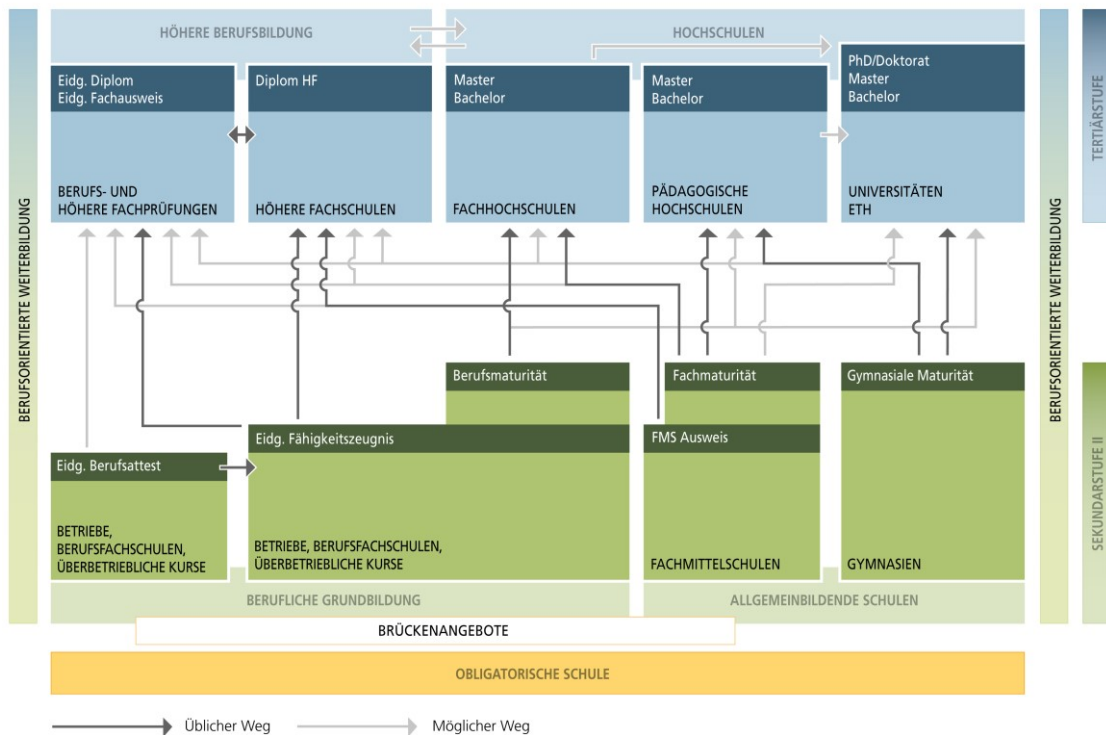 HÖHERE BERUFSBILDUNG
HOCHSCHULEN
Eidg. Diplom
Eidg. Fachausweis
Diplom HF
Master
Bachelor
Master
Bachelor
PhD/Doktorat
Master
Bachelor
BERUFS- UND
HÖHERE FACHPRÜFUNGEN
HÖHERE FACHSCHULEN
FACHHOCHSCHULEN
PÄDAGOGISCHE
HOCHSCHULEN
UNIVERSITÄTEN
ETH
BERUFSORIENTIERTE WEITERBILDUNG
BERUFSORIENTIERTE WEITERBILDUNG
TERTIÄRSTUFE
SEKUNDARSTUFE II
Berufsmaturität
Fachmaturität
Gymnasiale Maturität
Eidg. Fähigkeitszeugnis
FMS Ausweis
Eidg. Berufsattest
BETRIEBE,
BERUFSFACHSCHULEN,
ÜBERBETRIEBLICHE KURSE
BETRIEBE, BERUFSFACHSCHULEN,
ÜBERBETRIEBLICHE KURSE
FACHMITTELSCHULEN
GYMNASIEN
BERUFLICHE GRUNDBILDUNG
ALLGEMEINBILDENDE SCHULEN
BRÜCKENANGEBOTE
OBLIGATORISCHE SCHULE
Üblicher Weg
Möglicher Weg